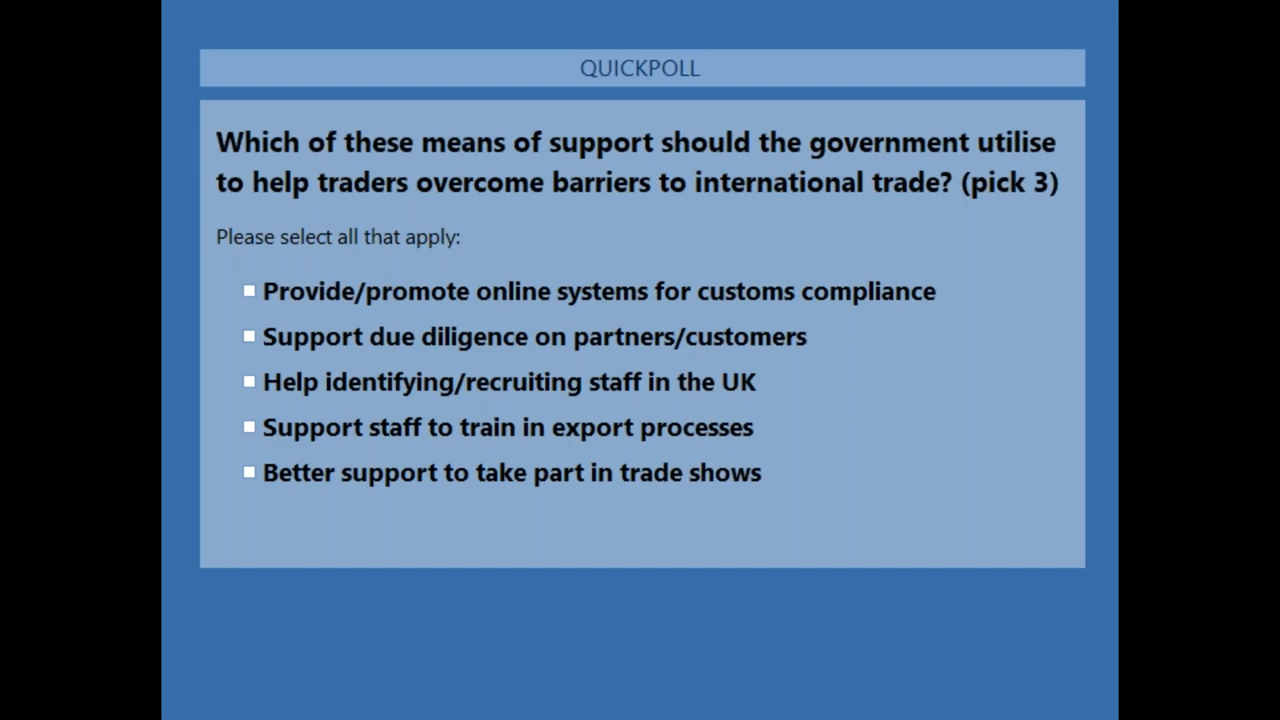 QUICKPOLL
Which of these means of support should the government utilise
to help traders overcome barriers to international trade? (pick 3)
Please select all that apply:
Provide/promote online systems for customs compliance
Support due diligence on partners/customers
Help identifying/recruiting staff in the UK
Support staff to train in export processes
Better support to take part in trade shows